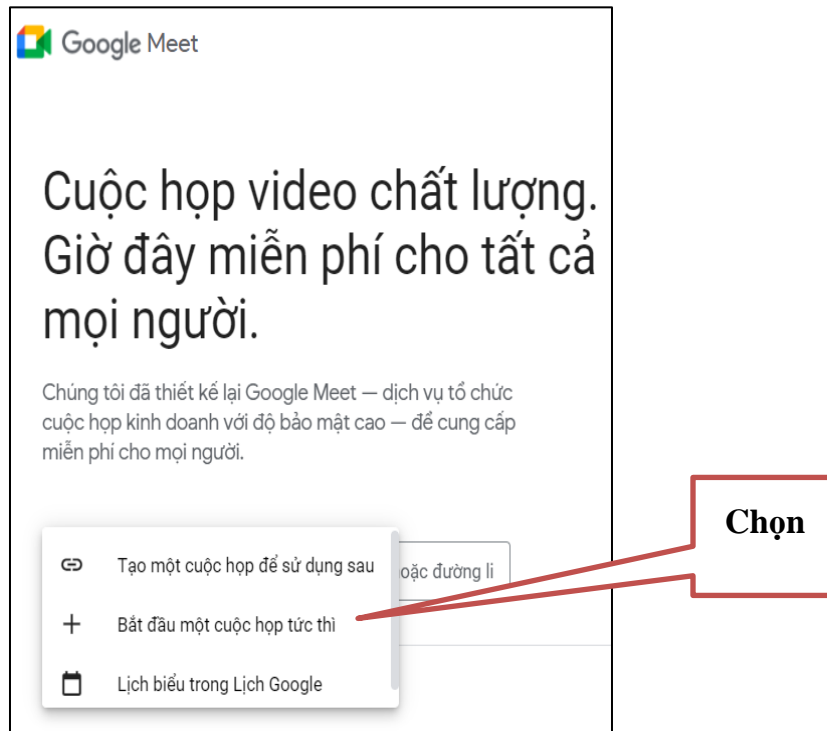 Google Meet
Cuộc họp video chất lượng.
Giờ đây miễn phí cho tất cả
mọi người.
Chúng tôi đã thiết kế lại Google Meet — dịch vụ tổ chức
cuộc họp kinh doanh với độ bảo mật cao — để cung cấp
miễn phí cho mọi người.
Chọn
Tạo một cuộc họp để sử dụng sau
oặc đường li
Bắt đầu một cuộc họp tức thì
Lịch biểu trong Lịch Google